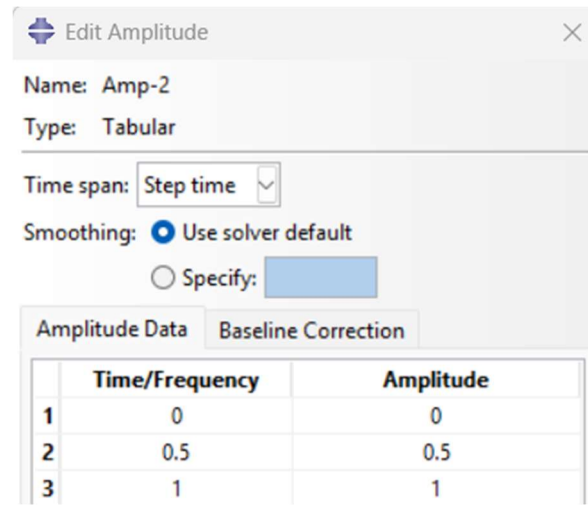 Edit Amplitude
Name: Amp-2
Type: Tabular
Time span: Step time
Smoothing: Use solver default
Specify:
Amplitude Data Baseline Correction
Time/Frequency Amplitude
1 0 0
2 0.5 0.5
3 1 1